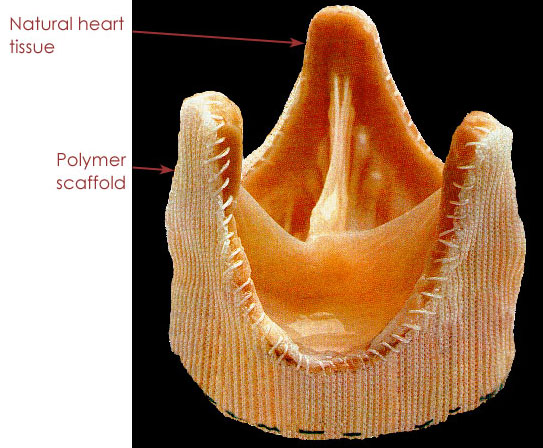 Natural heart
tissue
Polymer
scaffold